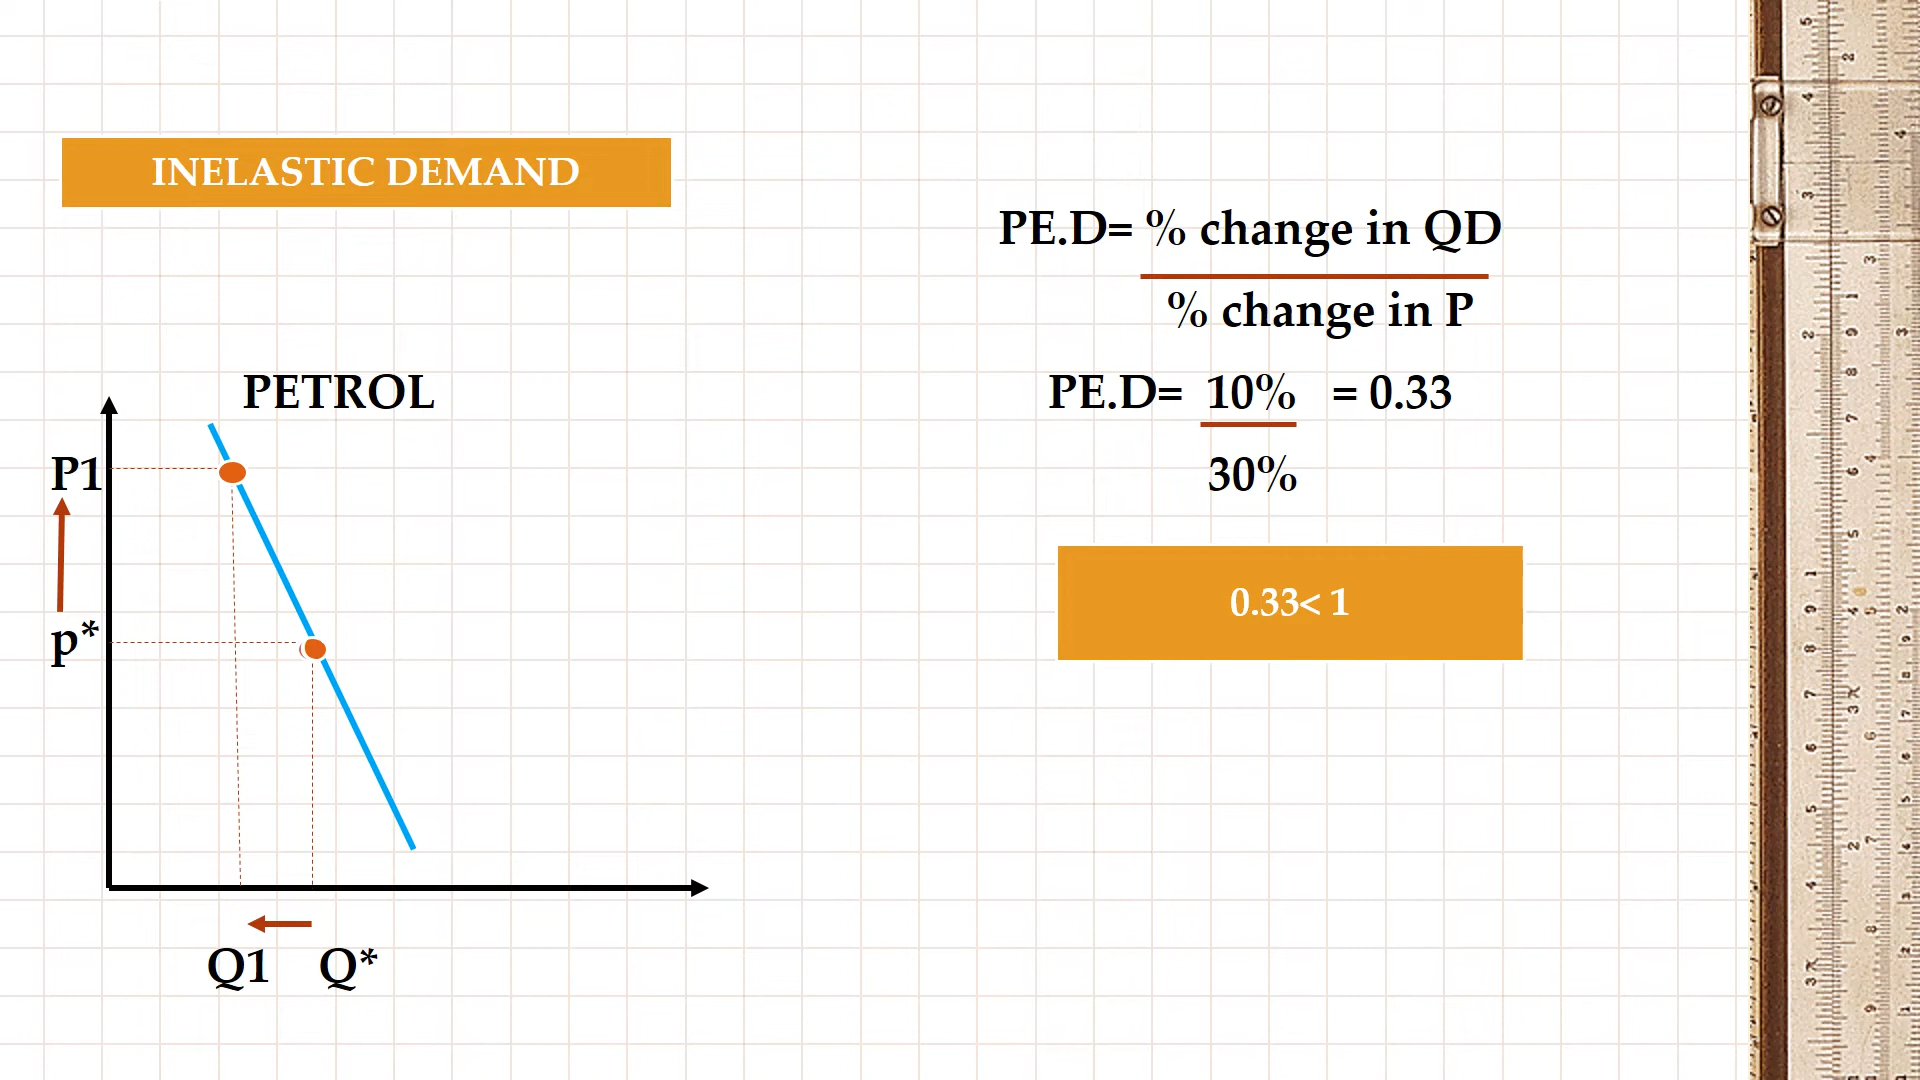 INELASTIC DEMAND
PE.D= % change in QD
% change in P
PETROL
PE.D= 10% = 0.33
P1
30%
0.33< 1
p*
Q1 Q*